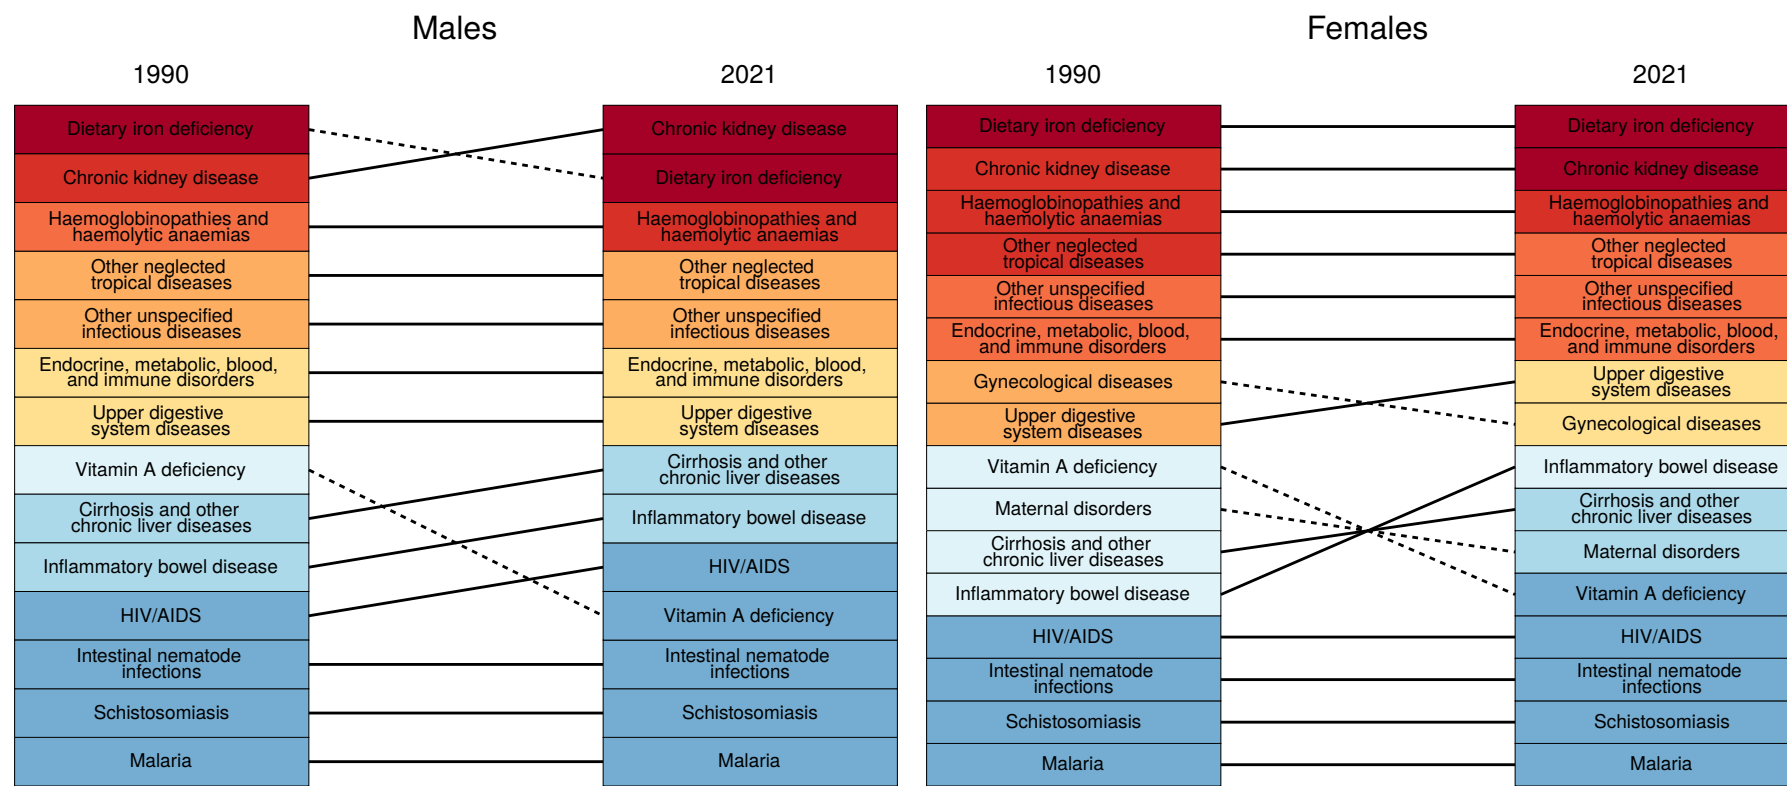 Males
1990
2021
Dietary iron deficiency
Chronic kidney disease
Haemoglobinopathies and
haemolytic anaemias
Other neglected
tropical diseases
Other unspecified
infectious diseases
Endocrine, metabolic, blood,
and immune disorders
Upper digestive
system diseases
Vitamin A deficiency
Cirrhosis and other
chronic liver diseases
Inflammatory bowel disease
HIV/AIDS
Intestinal nematode
infections
Schistosomiasis
Malaria
Chronic kidney disease
Dietary iron deficiency
Haemoglobinopathies and
haemolytic anaemias
Other neglected
tropical diseases
Other unspecified
infectious diseases
Endocrine, metabolic, blood,
and immune disorders
Upper digestive
system diseases
Cirrhosis and other
chronic liver diseases
Inflammatory bowel disease
HIV/AIDS
Vitamin A deficiency
Intestinal nematode
infections
Schistosomiasis
Malaria
Females
1990
2021
Dietary iron deficiency
Chronic kidney disease
Haemoglobinopathies and
haemolytic anaemias
Other neglected
tropical diseases
Other unspecified
infectious diseases
Endocrine, metabolic, blood,
and immune disorders
Gynecological diseases
Upper digestive
system diseases
Vitamin A deficiency
Maternal disorders
Cirrhosis and other
chronic liver diseases
Inflammatory bowel disease
HIV/AIDS
Intestinal nematode
infections
Schistosomiasis
Malaria
Dietary iron deficiency
Chronic kidney disease
Haemoglobinopathies and
haemolytic anaemias
Other neglected
tropical diseases
Other unspecified
infectious diseases
Endocrine, metabolic, blood,
and immune disorders
Upper digestive
system diseases
Gynecological diseases
Inflammatory bowel disease
Cirrhosis and other
chronic liver diseases
Maternal disorders
Vitamin A deficiency
HIV/AIDS
Intestinal nematode
infections
Schistosomiasis
Malaria